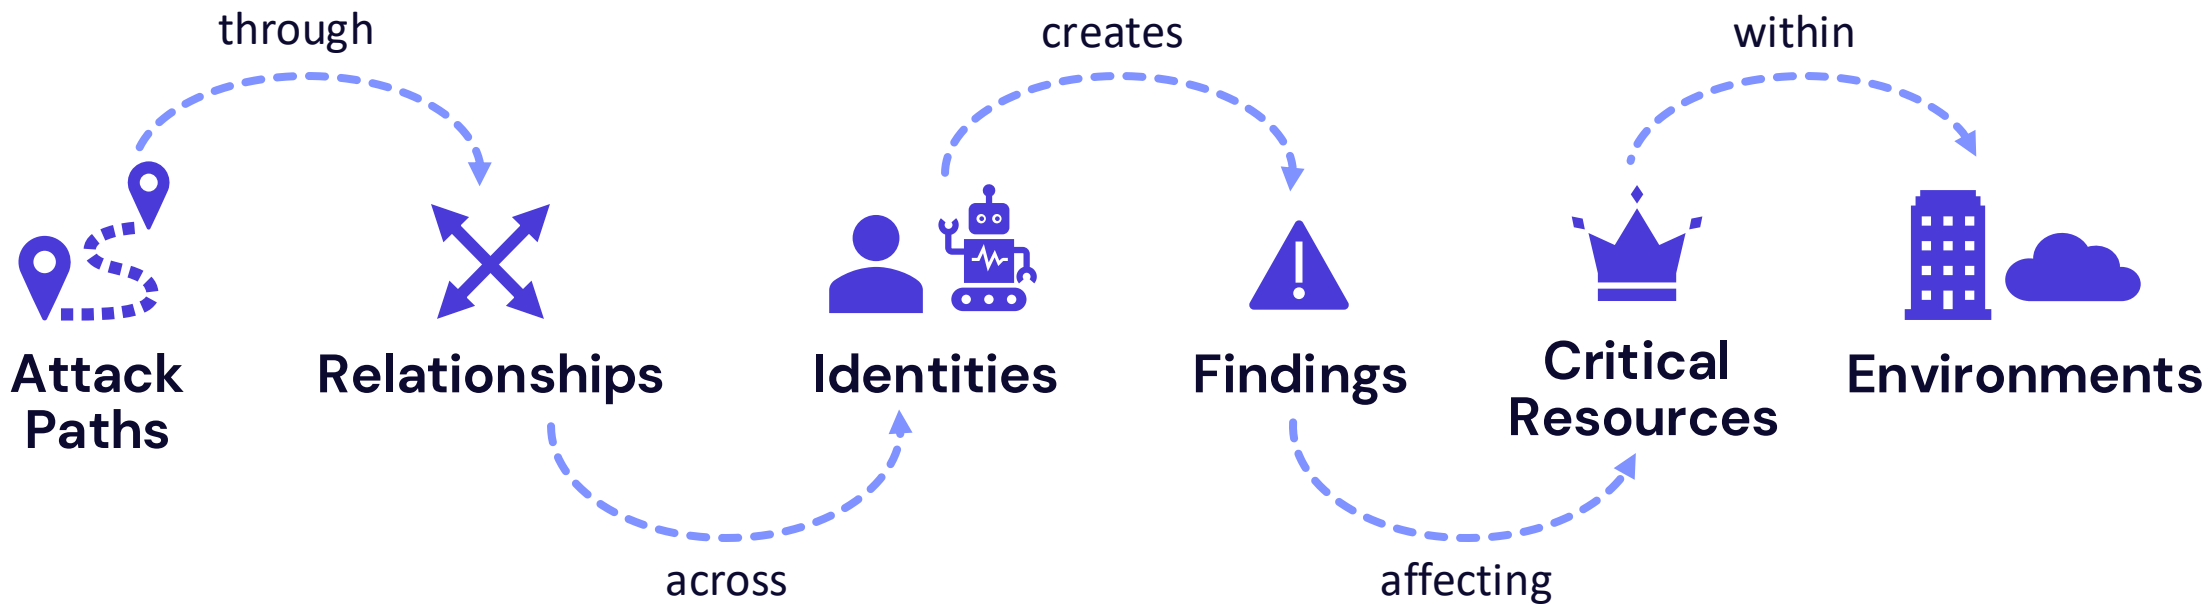 through
creates
within
Attack
Paths
Relationships
Identities
Findings
Critical
Resources
Environments
across
affecting